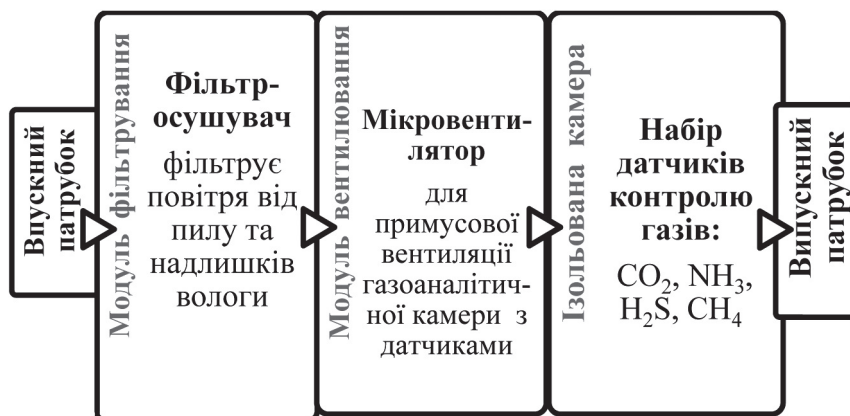 Впускний
патрубок
Модуль фільтрування
Фільтр-
осушувач
фільтрує
повітря від
пилу та
надлишків
вологи
Модуль вентилювання
Мікровенти-
лятор
для
примусової
вентиляції
газоаналітич-
ної камери з
датчиками
Ізольована камера
Набір
датчиків
контролю
газів:
CO₂, NH₃,
H₂S, CH₄
Випускний
патрубок